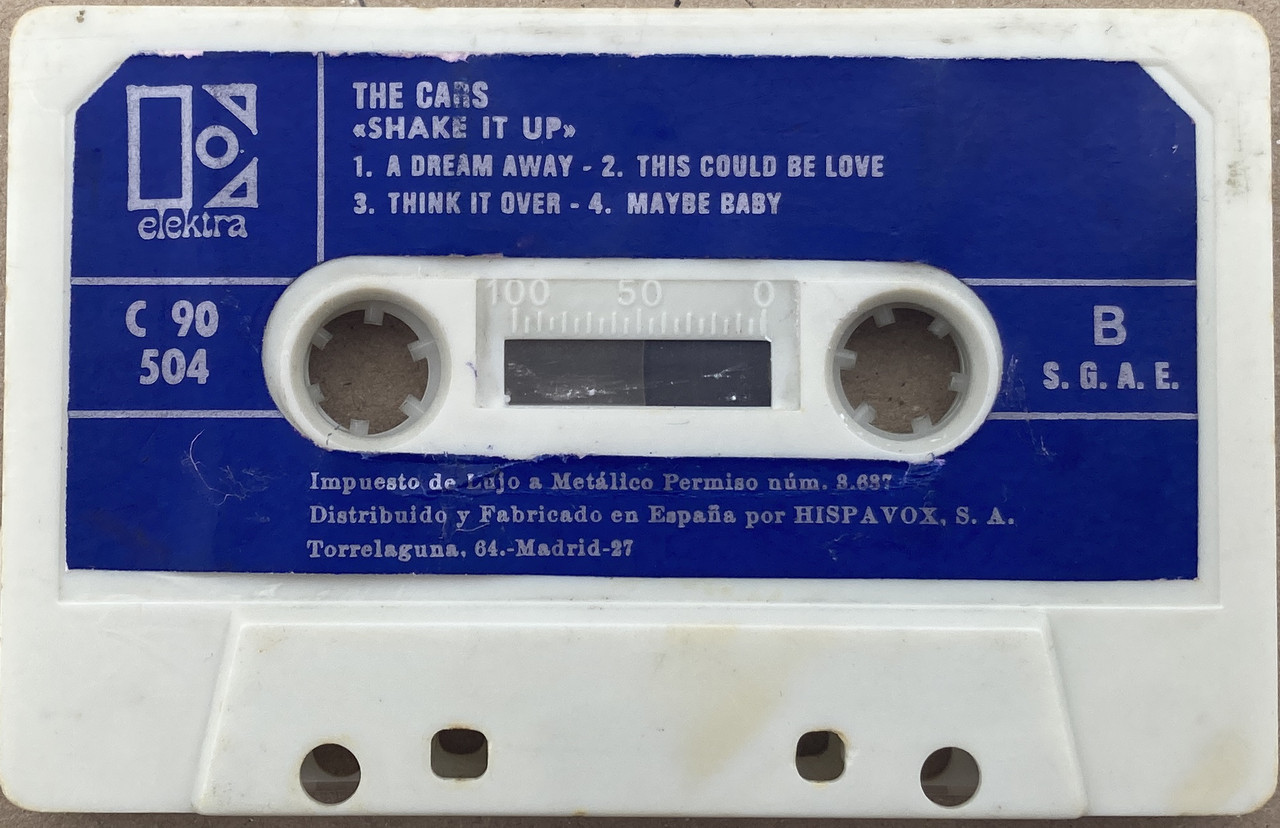 elektra
THE CARS
«SHAKE IT UP»
1. A DREAM AWAY - 2. THIS COULD BE LOVE
3. THINK IT OVER - 4. MAYBE BABY
C 90
504
100 50 0
B
S. G. A. E.
Impuesto de Lujo a Metálico Permiso núm. 3.687
Distribuido y Fabricado en España por HISPAVOX, S. A.
Torrelaguna, 64.-Madrid-27